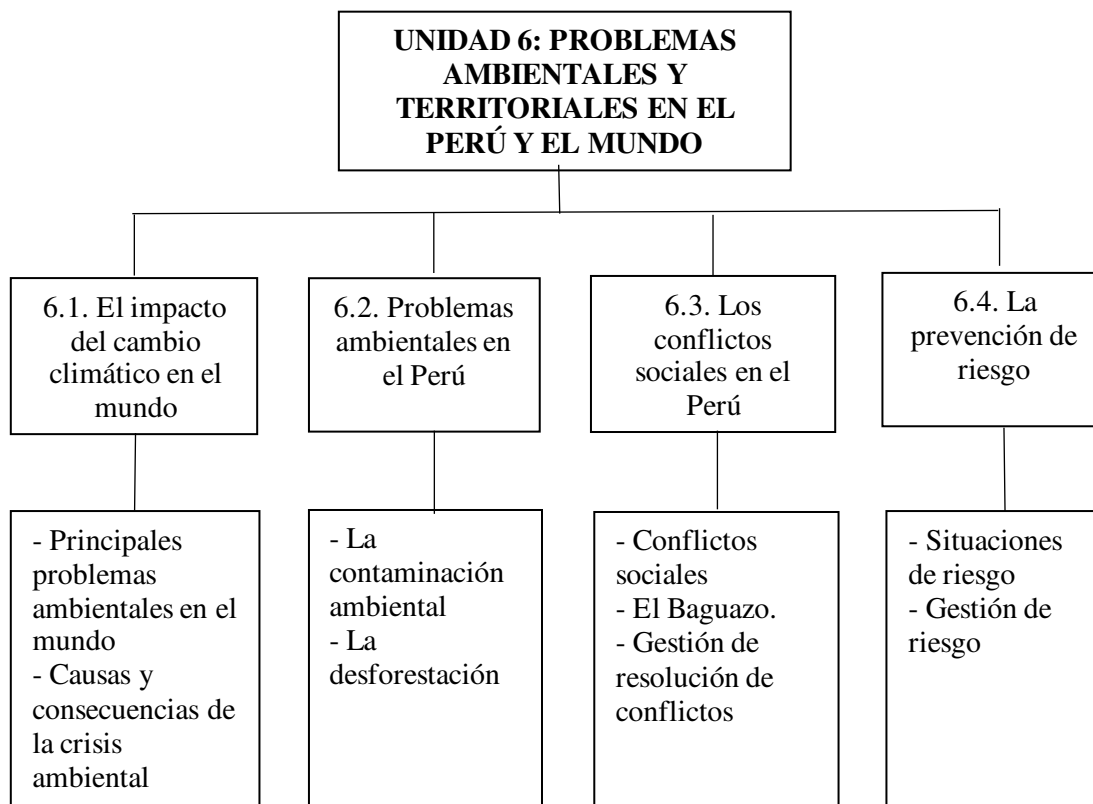 UNIDAD 6: PROBLEMAS
AMBIENTALES Y
TERRITORIALES EN EL
PERÚ Y EL MUNDO
6.1. El impacto
del cambio
climático en el
mundo
6.2. Problemas
ambientales en
el Perú
6.3. Los
conflictos
sociales en el
Perú
6.4. La
prevención de
riesgo
- Principales
problemas
ambientales en el
mundo
- Causas y
consecuencias de
la crisis
ambiental
- La
contaminación
ambiental
- La
desforestación
- Conflictos
sociales
- El Baguazo.
- Gestión de
resolución de
conflictos
- Situaciones
de riesgo
- Gestión de
riesgo